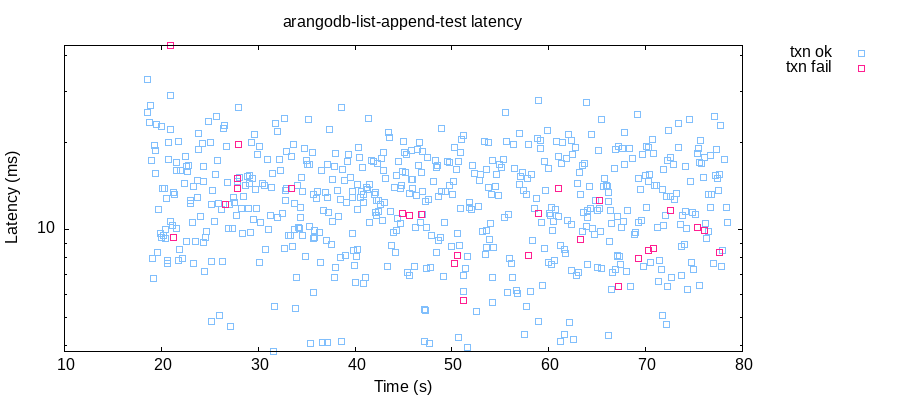 arangodb-list-append-test latency
txn ok
txn fail
10
Latency (ms)
10 20 30 40 50 60 70 80
Time (s)